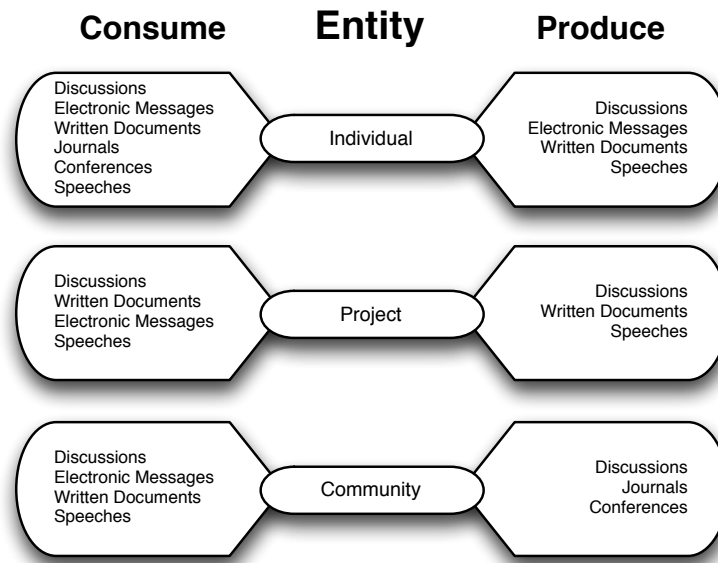 Consume
Entity
Produce
Discussions
Electronic Messages
Written Documents
Journals
Conferences
Speeches
Individual
Discussions
Electronic Messages
Written Documents
Speeches
Discussions
Written Documents
Electronic Messages
Speeches
Project
Discussions
Written Documents
Speeches
Discussions
Electronic Messages
Written Documents
Speeches
Community
Discussions
Journals
Conferences